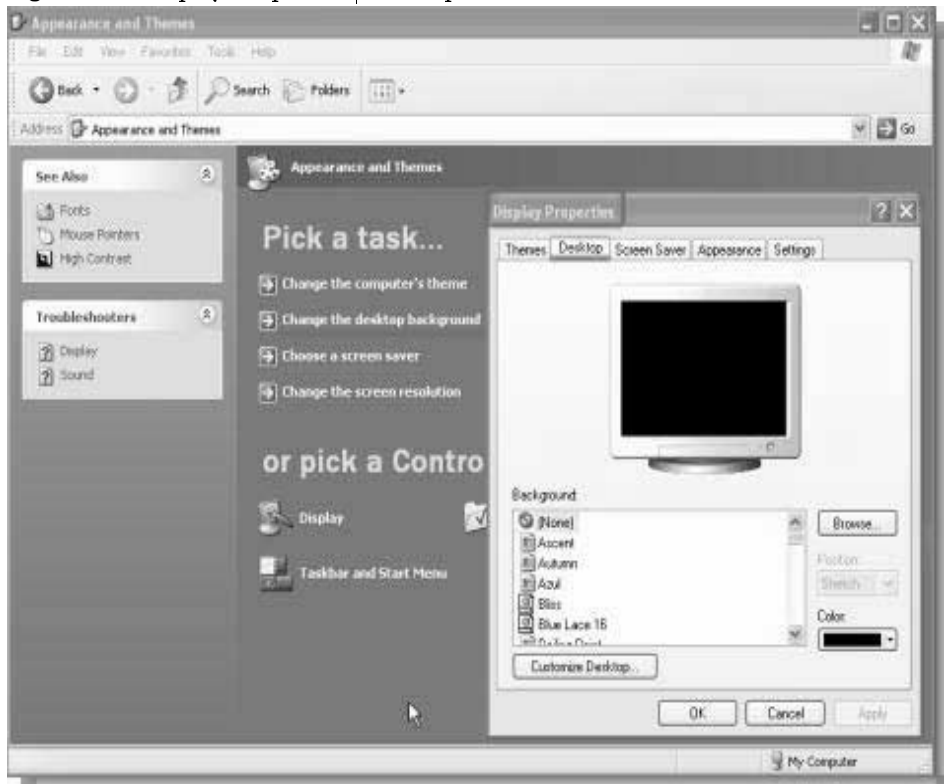 Appearance and Themes
File Edit View Favorites Tools Help
Back Search Folders
Address Appearance and Themes Go
See Also
Fonts
Mouse Pointers
High Contrast
Troubleshooters
Display
Sound
Appearance and Themes
Pick a task...
Change the computer's theme
Change the desktop background
Choose a screen saver
Change the screen resolution
or pick a Contro
Display
Taskbar and Start Menu
Display Properties
Themes Desktop Screen Saver Appearance Settings
Background:
(None)
Ascent
Autumn
Azul
Bliss
Blue Lace 16
Browse...
Position:
Stretch
Color:
Customize Desktop...
OK Cancel Apply
My Computer